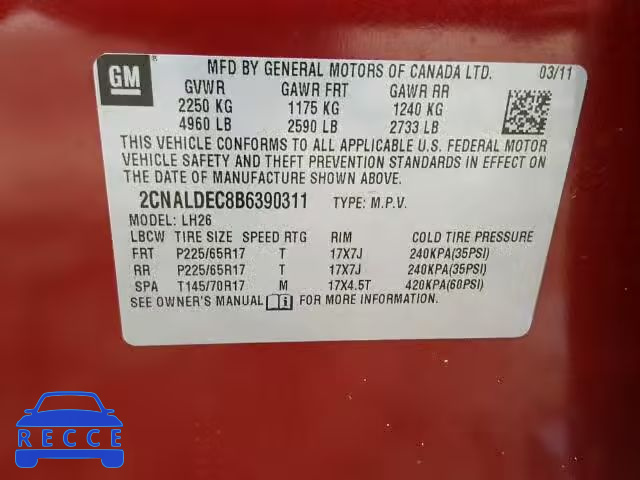 GM ®
MFD BY GENERAL MOTORS OF CANADA LTD. 03/11
GVWR GAWR FRT GAWR RR
2250 KG 1175 KG 1240 KG
4960 LB 2590 LB 2733 LB
THIS VEHICLE CONFORMS TO ALL APPLICABLE U.S. FEDERAL MOTOR
VEHICLE SAFETY AND THEFT PREVENTION STANDARDS IN EFFECT ON
THE DATE OF MANUFACTURE SHOWN ABOVE.
2CNALDEC8B6390311 TYPE: M.P.V.
MODEL: LH26
LBCW TIRE SIZE SPEED RTG RIM COLD TIRE PRESSURE
FRT P225/65R17 T 17X7J 240KPA(35PSI)
RR P225/65R17 T 17X7J 240KPA(35PSI)
SPA T145/70R17 M 17X4.5T 420KPA(60PSI)
SEE OWNER'S MANUAL i FOR MORE INFORMATION.
RECCE